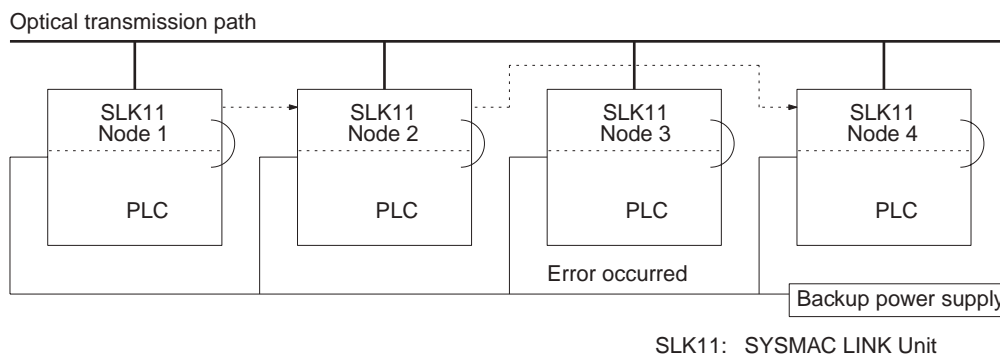 Optical transmission path
SLK11
Node 1
SLK11
Node 2
SLK11
Node 3
SLK11
Node 4
PLC
PLC
PLC
PLC
Error occurred
Backup power supply
SLK11: SYSMAC LINK Unit